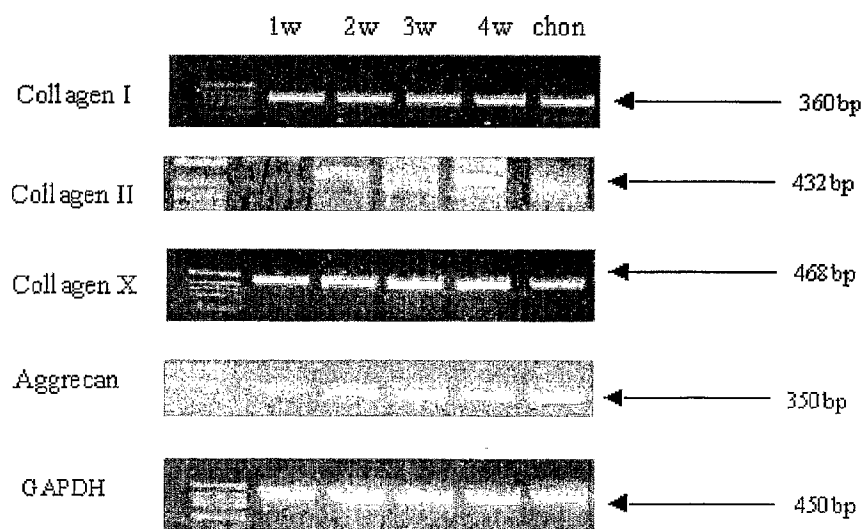 1w 2w 3w 4w chon
Collagen I 360bp
Collagen II 432bp
Collagen X 468bp
Aggrecan 350bp
GAPDH 450bp